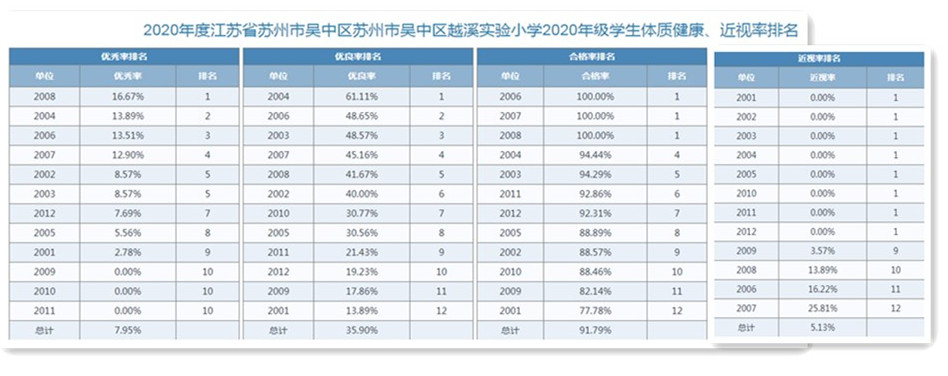 2020年度江苏省苏州市吴中区苏州市吴中区越溪实验小学2020年级学生体质健康、近视率排名
优秀率排名 优良率排名 合格率排名 近视率排名
单位 优秀率 排名 单位 优良率 排名 单位 合格率 排名 单位 近视率 排名
2008 16.67% 1 2004 61.11% 1 2006 100.00% 1 2001 0.00% 1
2004 13.89% 2 2006 48.65% 2 2007 100.00% 1 2002 0.00% 1
2006 13.51% 3 2003 48.57% 3 2008 100.00% 1 2003 0.00% 1
2007 12.90% 4 2007 45.16% 4 2004 94.44% 4 2004 0.00% 1
2002 8.57% 5 2008 41.67% 5 2003 94.29% 5 2005 0.00% 1
2003 8.57% 5 2002 40.00% 6 2011 92.86% 6 2010 0.00% 1
2012 7.69% 7 2010 30.77% 7 2012 92.31% 7 2011 0.00% 1
2005 5.56% 8 2005 30.56% 8 2005 88.89% 8 2012 0.00% 1
2001 2.78% 9 2011 21.43% 9 2002 88.57% 9 2009 3.57% 9
2009 0.00% 10 2012 19.23% 10 2010 88.46% 10 2008 13.89% 10
2010 0.00% 10 2009 17.86% 11 2009 82.14% 11 2006 16.22% 11
2011 0.00% 10 2001 13.89% 12 2001 77.78% 12 2007 25.81% 12
总计 7.95% 总计 35.90% 总计 91.79% 总计 5.13%